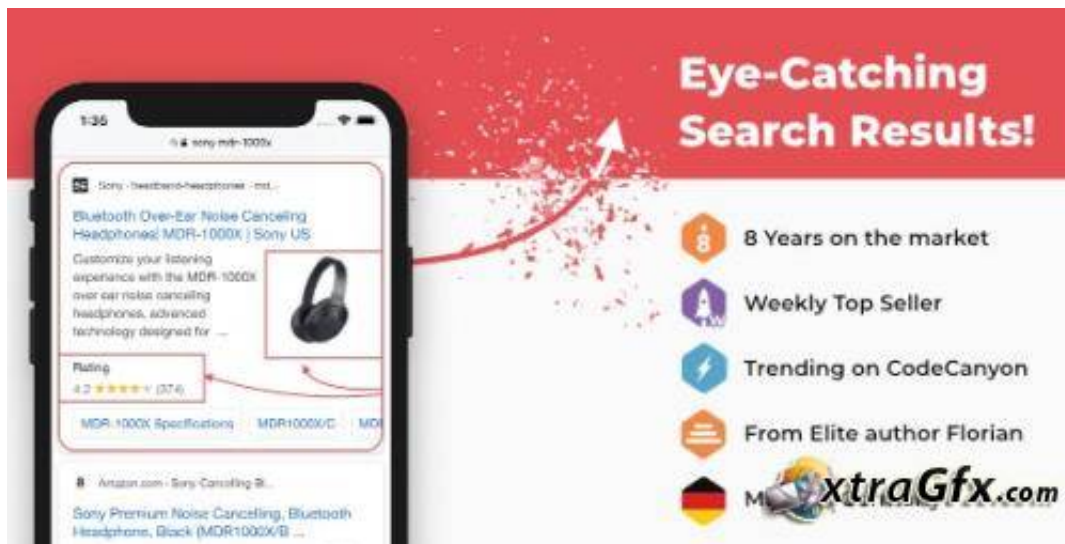 Eye-Catching
Search Results!
1:35
sony mdr-1000x
Sony · headband-headphones · md...
Bluetooth Over-Ear Noise Canceling
Headphones| MDR-1000X | Sony US
Customize your listening
experience with the MDR-1000X
over ear noise canceling
headphones, advanced
technology designed for ...
Rating
4.2 ★★★★★ (374)
MDR-1000X Specifications MDR1000X/C
Amazon.com › Sony-Cancelling-Bl...
Sony Premium Noise Cancelling, Bluetooth
Headphone, Black (MDR1000X/B ...
8 Years on the market
Weekly Top Seller
Trending on CodeCanyon
From Elite author Florian
xtraGfx.com